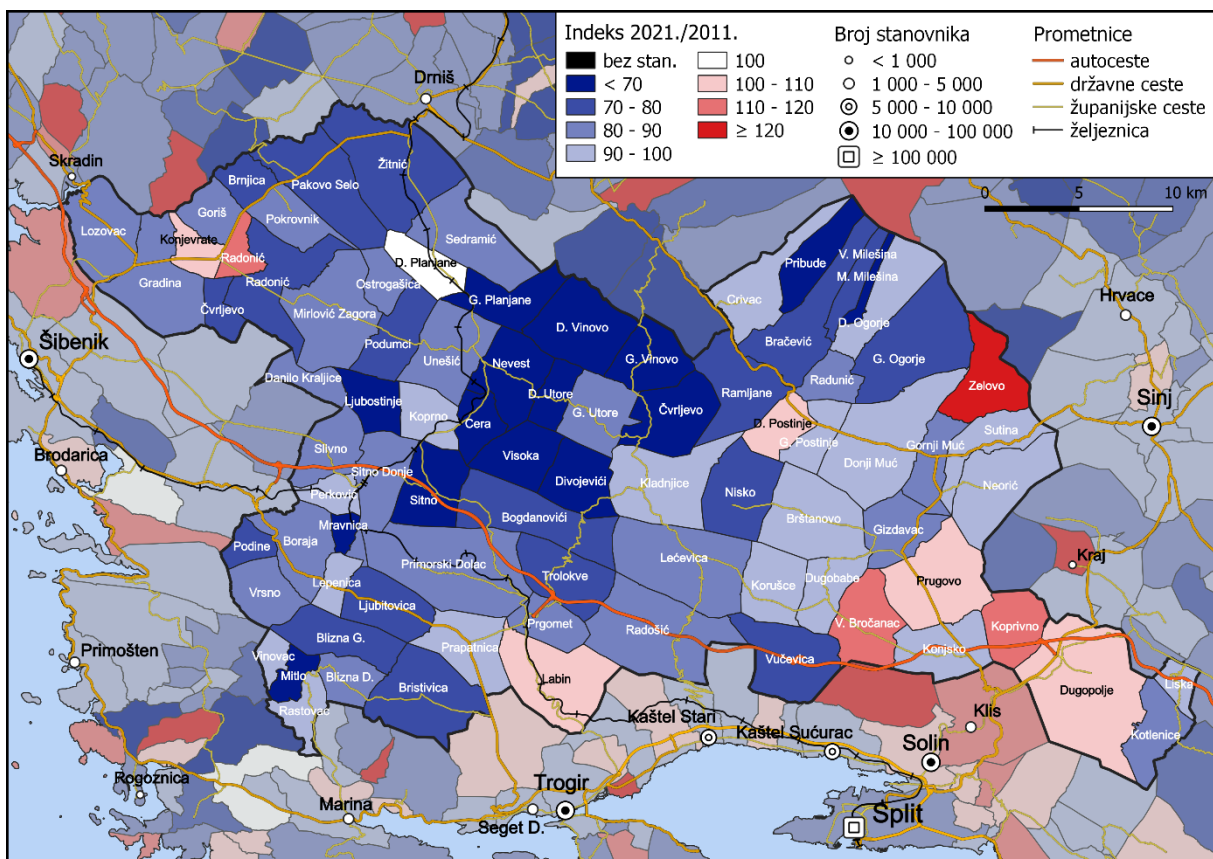 Indeks 2021./2011.
bez stan.
< 70
70 - 80
80 - 90
90 - 100
100
100 - 110
110 - 120
≥ 120
Broj stanovnika
< 1 000
1 000 - 5 000
5 000 - 10 000
10 000 - 100 000
≥ 100 000
Prometnice
autoceste
državne ceste
županijske ceste
željeznica
0 5 10 km
Drniš
Skradin
Žitnić
Brnjica
Pakovo Selo
Goriš
Pokrovnik
Lozovac
Konjevrate
Radonić
Sedramić
D. Planjane
Gradina
Radonić
Ostrogašica
Čvrljevo
Mirlović Zagora
G. Planjane
Podumci
Unešić
D. Vinovo
Nevest
G. Vinovo
Šibenik
Danilo Kraljice
Ljubostinje
Koprno
Cera
D. Utore
G. Utore
Čvrljevo
Slivno
Sitno Donje
Visoka
Divojevići
Brodarica
Perković
Sitno
Mravnica
Bogdanovići
Podine
Boraja
Primorski Dolac
Lepenica
Vrsno
Ljubitovica
Trolokve
Prgomet
Blizna G.
Prapatnica
Primošten
Vinovac
Mitlo
Blizna D.
Bristivica
Rastovac
Labin
Rogoznica
Marina
Seget D.
Trogir
Kaštel Stari
Kaštel Sućurac
Solin
Split
Klis
Pribude
V. Milešina
M. Milešina
Crivac
D. Ogorje
Bračević
G. Ogorje
Radunić
Ramljane
Zelovo
D. Postinje
G. Postinje
Sutina
Gornji Muć
Donji Muć
Neorić
Kladnjice
Nisko
Brštanovo
Gizdavac
Lećevica
Korušce
Dugobabe
Prugovo
V. Bročanac
Radošić
Vučevica
Konjsko
Koprivno
Dugopolje
Liska
Kotlenice
Hrvace
Sinj
Kraj